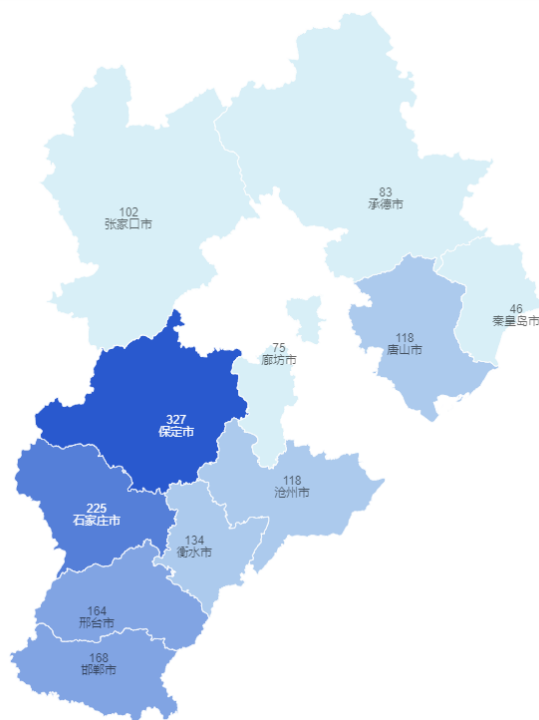 83
承德市
102
张家口市
46
秦皇岛市
118
唐山市
75
廊坊市
327
保定市
118
沧州市
225
石家庄市
134
衡水市
164
邢台市
168
邯郸市